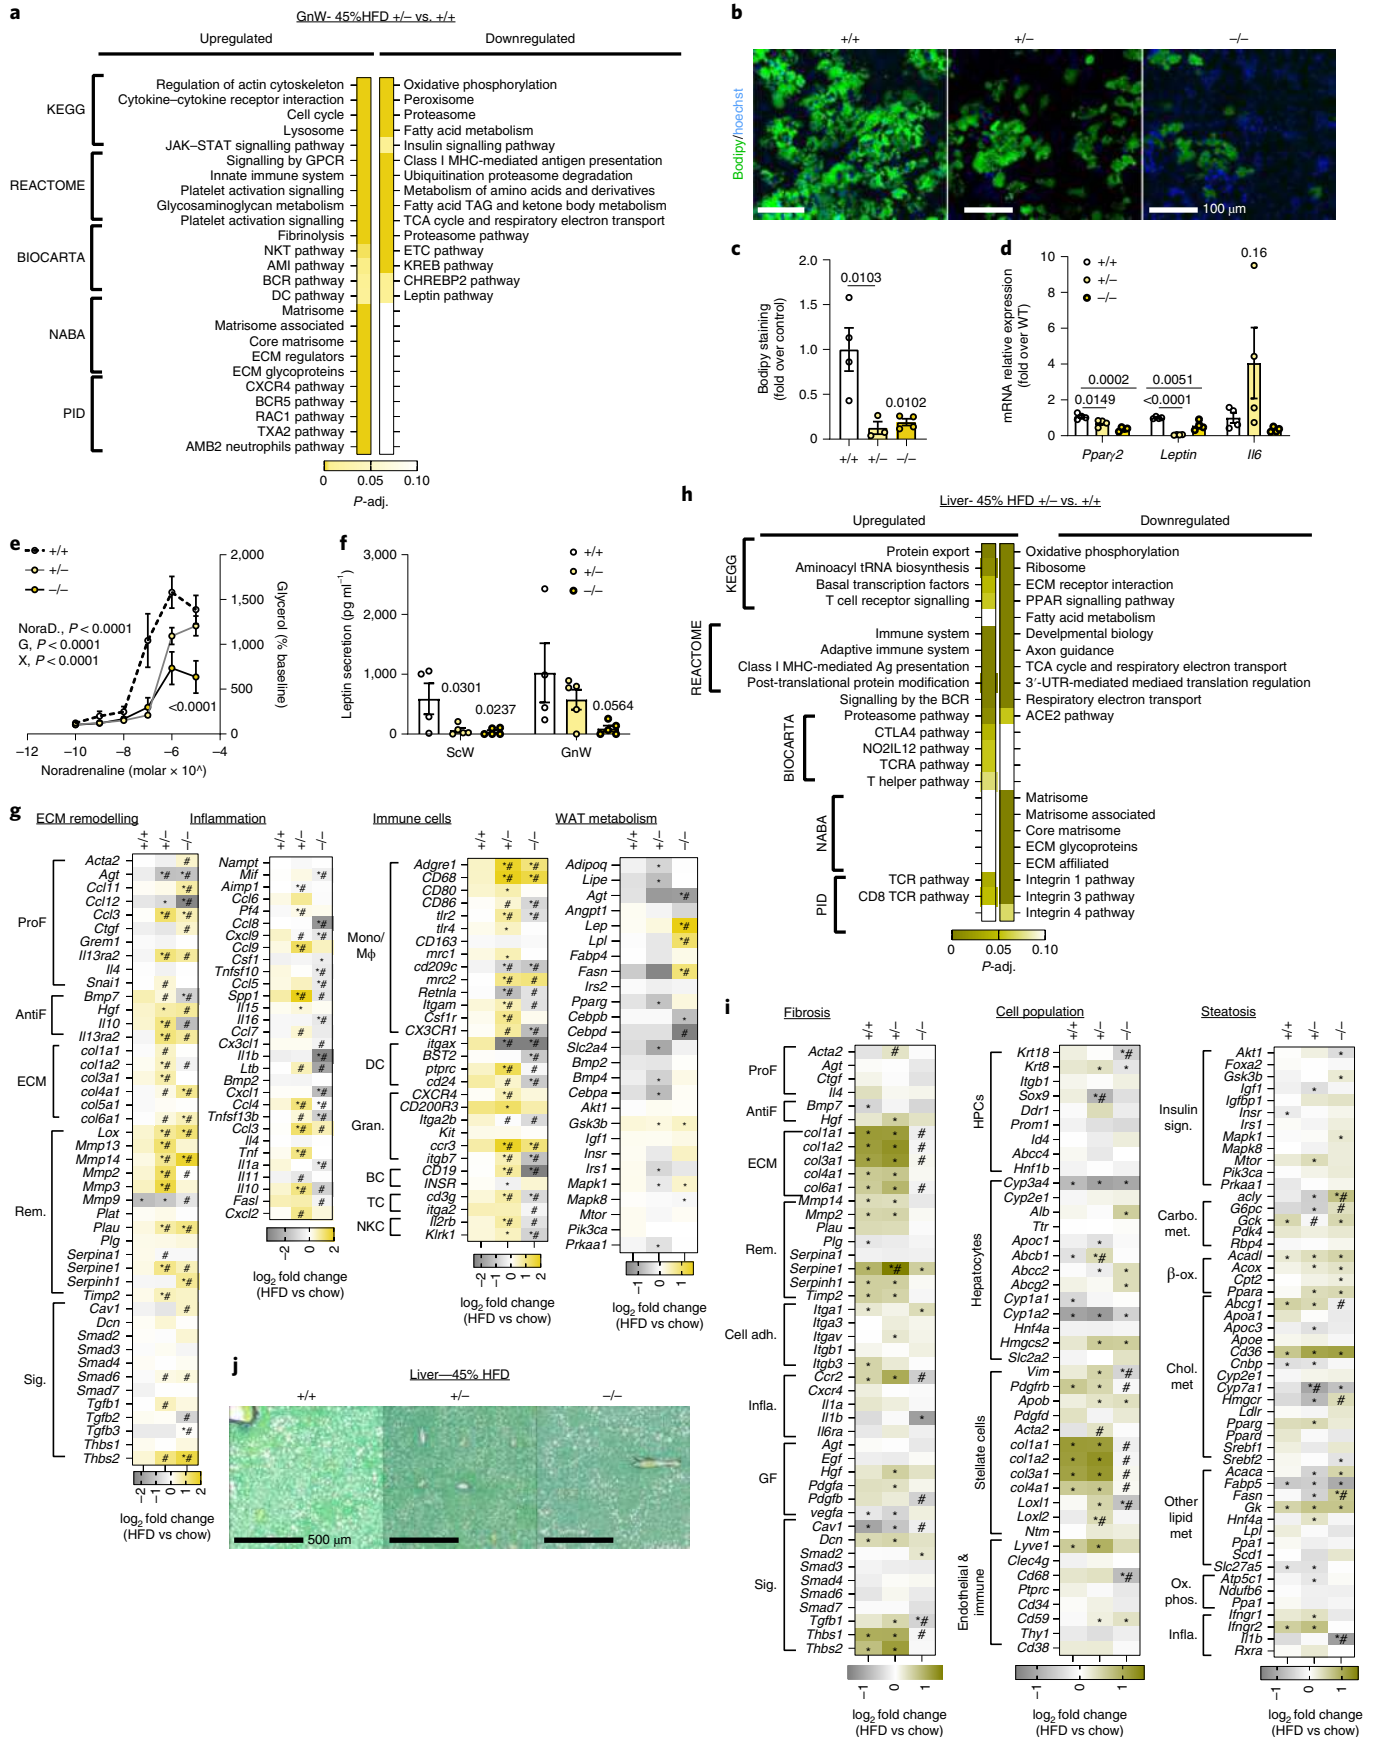 a
GnW- 45%HFD +/– vs. +/+
Upregulated
Downregulated
KEGG
Regulation of actin cytoskeleton
Oxidative phosphorylation
Cytokine–cytokine receptor interaction
Peroxisome
Cell cycle
Proteasome
Lysosome
Fatty acid metabolism
JAK–STAT signalling pathway
Insulin signalling pathway
REACTOME
Signalling by GPCR
Class I MHC-mediated antigen presentation
Innate immune system
Ubiquitination proteasome degradation
Platelet activation signalling
Metabolism of amino acids and derivatives
Glycosaminoglycan metabolism
Fatty acid TAG and ketone body metabolism
Platelet activation signalling
TCA cycle and respiratory electron transport
BIOCARTA
Fibrinolysis
Proteasome pathway
NKT pathway
ETC pathway
AMI pathway
KREB pathway
BCR pathway
CHREBP2 pathway
DC pathway
Leptin pathway
NABA
Matrisome
Matrisome associated
Core matrisome
ECM regulators
ECM glycoproteins
PID
CXCR4 pathway
BCR5 pathway
RAC1 pathway
TXA2 pathway
AMB2 neutrophils pathway
0 0.05 0.10
P-adj.
b
+/+ +/– –/–
Bodipy/hoechst
100 μm
c
Bodipy staining
(fold over control)
2.0
1.5
1.0
0.5
0
0.0103
0.0102
+/+ +/– –/–
d
mRNA relative expression
(fold over WT)
10
8
6
4
2
0
+/+
+/–
–/–
0.16
0.0002
0.0149
0.0051
<0.0001
Pparγ2 Leptin Il6
e
+/+
+/–
–/–
NoraD., P < 0.0001
G, P < 0.0001
X, P < 0.0001
<0.0001
2,000
1,500
1,000
500
0
Glycerol (% baseline)
–12 –10 –8 –6 –4
Noradrenaline (molar × 10^)
f
Leptin secretion (pg ml–1)
3,000
2,000
1,000
0
+/+
+/–
–/–
0.0301
0.0237
0.0564
ScW GnW
g
ECM remodelling
+/+ +/– –/–
ProF
Acta2
Agt
Ccl11
Ccl12
Ccl3
Ctgf
Grem1
Il13ra2
Il4
Snai1
AntiF
Bmp7
Hgf
Il10
Il13ra2
ECM
col1a1
col1a2
col3a1
col4a1
col5a1
col6a1
Rem.
Lox
Mmp13
Mmp14
Mmp2
Mmp3
Mmp9
Plat
Plau
Plg
Serpina1
Serpine1
Serpinh1
Timp2
Sig.
Cav1
Dcn
Smad2
Smad3
Smad4
Smad6
Smad7
Tgfb1
Tgfb2
Tgfb3
Thbs1
Thbs2
–2 –1 0 1 2
log2 fold change
(HFD vs chow)
Inflammation
+/+ +/– –/–
Nampt
Mif
Aimp1
Ccl6
Pf4
Ccl8
Cxcl9
Ccl9
Csf1
Tnfsf10
Ccl5
Spp1
Il15
Il16
Ccl7
Cx3cl1
Il1b
Ltb
Bmp2
Cxcl1
Ccl4
Tnfsf13b
Ccl3
Il4
Tnf
Il1a
Il11
Il10
Fasl
Cxcl2
–2 0 2
log2 fold change
(HFD vs chow)
Immune cells
+/+ +/– –/–
Mono/
Mϕ
Adgre1
CD68
CD80
CD86
tlr2
tlr4
CD163
mrc1
cd209c
mrc2
Retnla
Itgam
Csf1r
CX3CR1
DC
itgax
BST2
ptprc
cd24
Gran.
CXCR4
CD200R3
Itga2b
Kit
ccr3
itgb7
BC
CD19
INSR
TC
cd3g
itga2
NKC
Il2rb
Klrk1
–2 –1 0 1 2
log2 fold change
(HFD vs chow)
WAT metabolism
+/+ +/– –/–
Adipoq
Lipe
Agt
Angpt1
Lep
Lpl
Fabp4
Fasn
Irs2
Pparg
Cebpb
Cebpd
Slc2a4
Bmp2
Bmp4
Cebpa
Akt1
Gsk3b
Igf1
Insr
Irs1
Mapk1
Mapk8
Mtor
Pik3ca
Prkaa1
–1 0 1
log2 fold change
(HFD vs chow)
h
Liver- 45% HFD +/– vs. +/+
Upregulated
Downregulated
KEGG
Protein export
Oxidative phosphorylation
Aminoacyl tRNA biosynthesis
Ribosome
Basal transcription factors
ECM receptor interaction
T cell receptor signalling
PPAR signalling pathway
Fatty acid metabolism
REACTOME
Immune system
Develpmental biology
Adaptive immune system
Axon guidance
Class I MHC-mediated Ag presentation
TCA cycle and respiratory electron transport
Post-translational protein modification
3′-UTR-mediated mediaed translation regulation
Signalling by the BCR
Respiratory electron transport
BIOCARTA
Proteasome pathway
ACE2 pathway
CTLA4 pathway
NO2IL12 pathway
TCRA pathway
T helper pathway
NABA
Matrisome
Matrisome associated
Core matrisome
ECM glycoproteins
ECM affiliated
PID
TCR pathway
Integrin 1 pathway
CD8 TCR pathway
Integrin 3 pathway
Integrin 4 pathway
0 0.05 0.10
P-adj.
i
Fibrosis
+/+ +/– –/–
ProF
Acta2
Agt
Ctgf
Il4
AntiF
Bmp7
Hgf
ECM
col1a1
col1a2
col3a1
col4a1
col6a1
Rem.
Mmp14
Mmp2
Plau
Plg
Serpina1
Serpine1
Serpinh1
Timp2
Cell adh.
Itga1
Itga3
Itgav
Itgb1
Itgb3
Infla.
Ccr2
Cxcr4
Il1a
Il1b
Il6ra
GF
Agt
Egf
Hgf
Pdgfa
Pdgfb
vegfa
Sig.
Cav1
Dcn
Smad2
Smad3
Smad4
Smad6
Smad7
Tgfb1
Thbs1
Thbs2
–1 0 1
log2 fold change
(HFD vs chow)
Cell population
+/+ +/– –/–
HPCs
Krt18
Krt8
Itgb1
Sox9
Ddr1
Prom1
Id4
Abcc4
Hnf1b
Hepatocytes
Cyp3a4
Cyp2e1
Alb
Ttr
Apoc1
Abcb1
Abcc2
Abcg2
Cyp1a1
Cyp1a2
Hnf4a
Hmgcs2
Slc2a2
Stellate cells
Vim
Pdgfrb
Apob
Pdgfd
Acta2
col1a1
col1a2
col3a1
col4a1
Loxl1
Loxl2
Ntm
Endothelial &
immune
Lyve1
Clec4g
Cd68
Ptprc
Cd34
Cd59
Thy1
Cd38
–1 0 1
log2 fold change
(HFD vs chow)
Steatosis
+/+ +/– –/–
Insulin
sign.
Akt1
Foxa2
Gsk3b
Igf1
Igfbp1
Insr
Irs1
Mapk1
Mapk8
Mtor
Pik3ca
Prkaa1
Carbo.
met.
acly
G6pc
Gck
Pdk4
Rbp4
β-ox.
Acadl
Acox
Cpt2
Ppara
Chol.
met
Abcg1
Apoa1
Apoc3
Apoe
Cd36
Cnbp
Cyp2e1
Cyp7a1
Hmgcr
Ldlr
Pparg
Ppard
Srebf1
Srebf2
Other
lipid
met
Acaca
Fabp5
Fasn
Gk
Hnf4a
Lpl
Ppa1
Scd1
Slc27a5
Ox.
phos.
Atp5c1
Ndufb6
Ppa1
Infla.
Ifngr1
Ifngr2
Il1b
Rxra
–1 0 1
log2 fold change
(HFD vs chow)
j
Liver—45% HFD
+/+ +/– –/–
500 μm